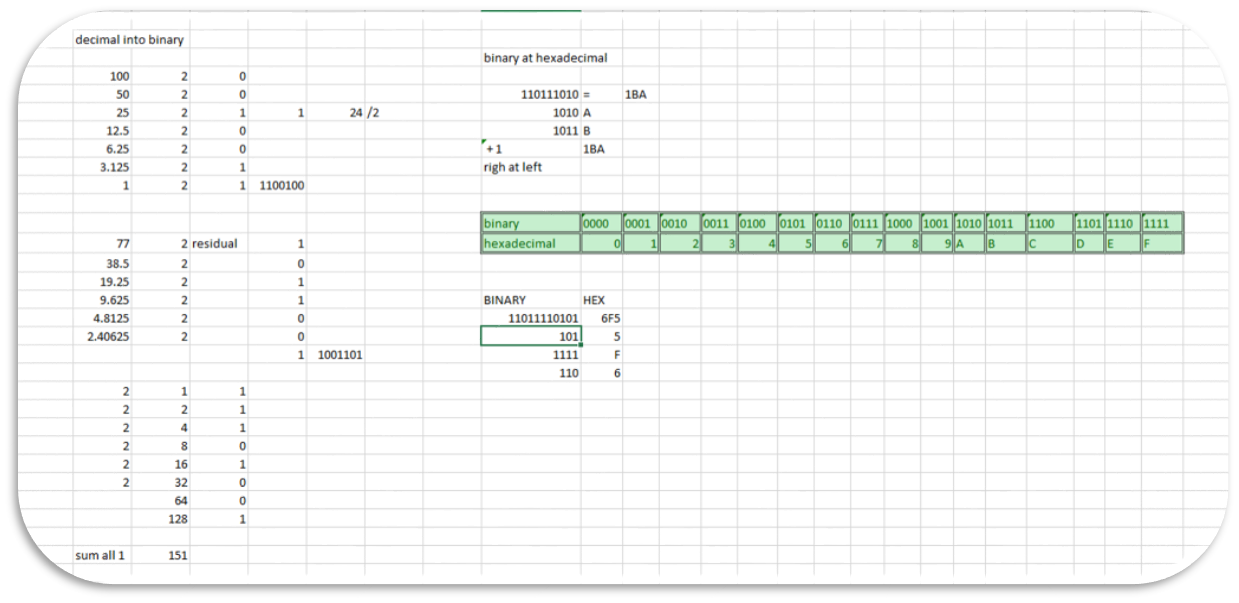 decimal into binary
100 2 0
50 2 0
25 2 1 1 24 /2
12.5 2 0
6.25 2 0
3.125 2 1
1 2 1 1100100
77 2 residual 1
38.5 2 0
19.25 2 1
9.625 2 1
4.8125 2 0
2.40625 2 0
1 1001101
2 1 1
2 2 1
2 4 1
2 8 0
2 16 1
2 32 0
64 0
128 1
sum all 1 151
binary at hexadecimal
110111010 = 1BA
1010 A
1011 B
+1 1BA
righ at left
binary 0000 0001 0010 0011 0100 0101 0110 0111 1000 1001 1010 1011 1100 1101 1110 1111
hexadecimal 0 1 2 3 4 5 6 7 8 9 A B C D E F
BINARY HEX
11011110101 6F5
101 5
1111 F
110 6